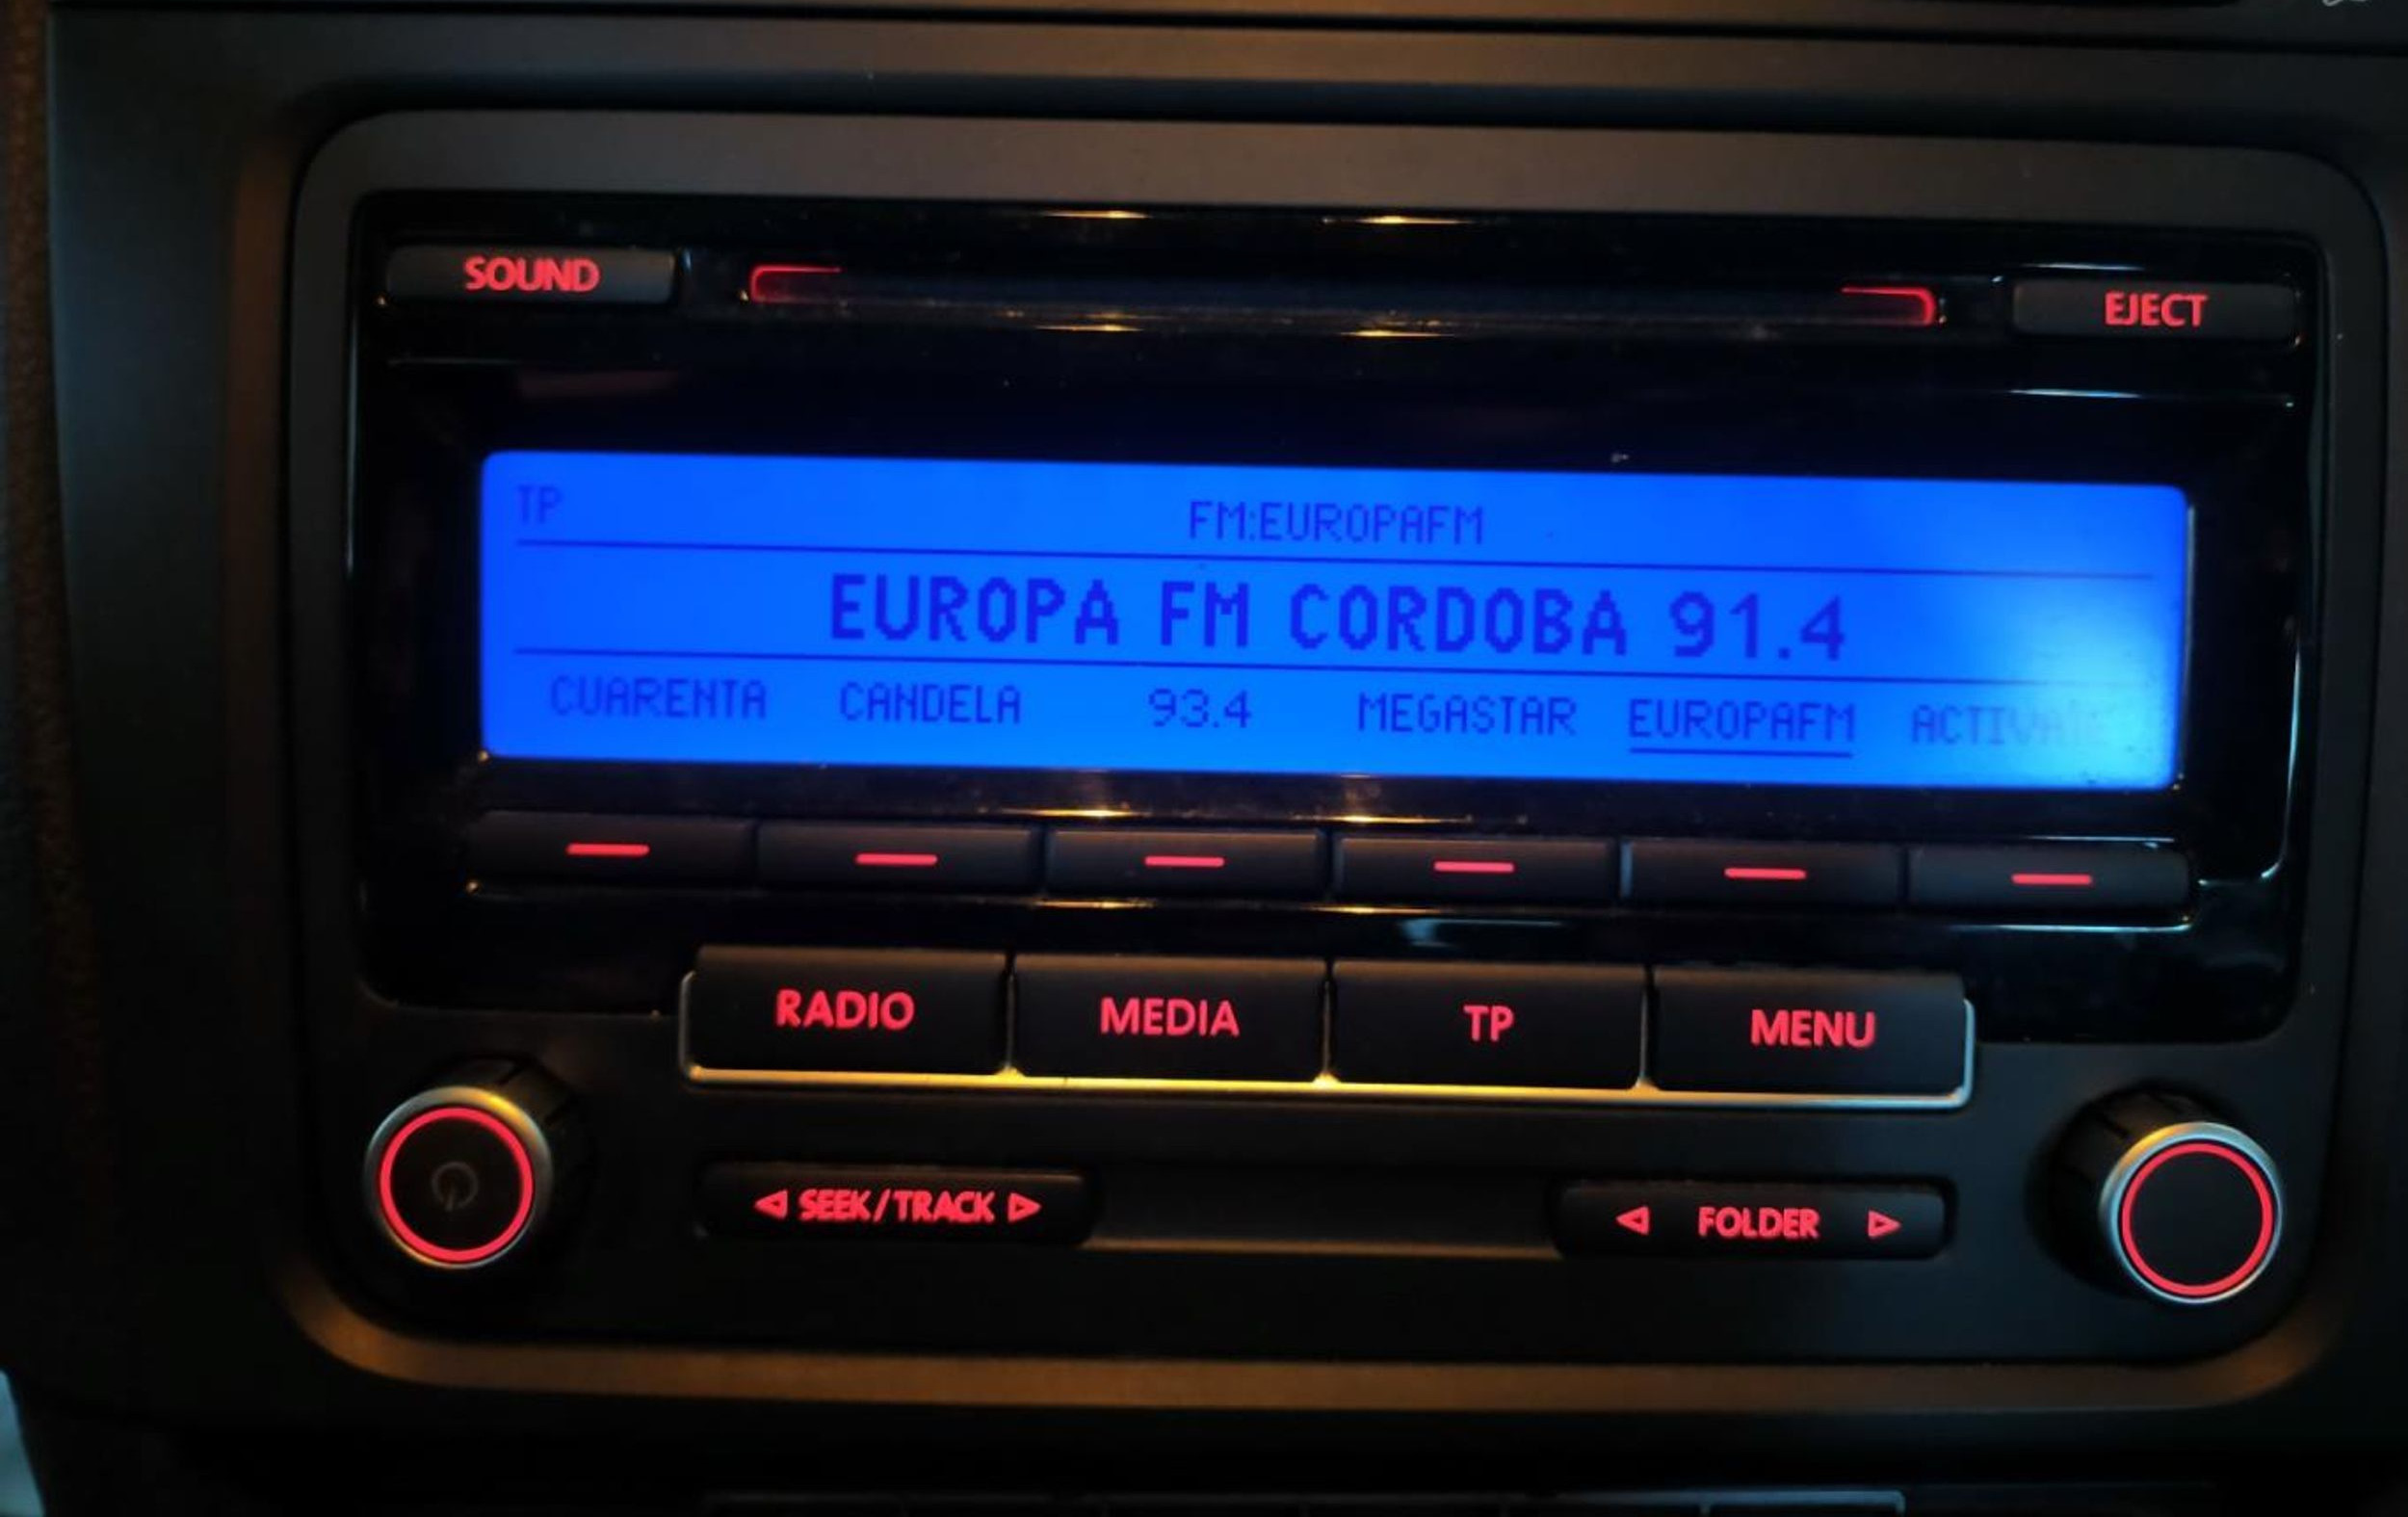 SOUND
EJECT
TP
FM:EUROPAFM
EUROPA FM CORDOBA 91.4
CUARENTA CANDELA 93.4 MEGASTAR EUROPAFM
RADIO MEDIA TP MENU
SEEK/TRACK FOLDER